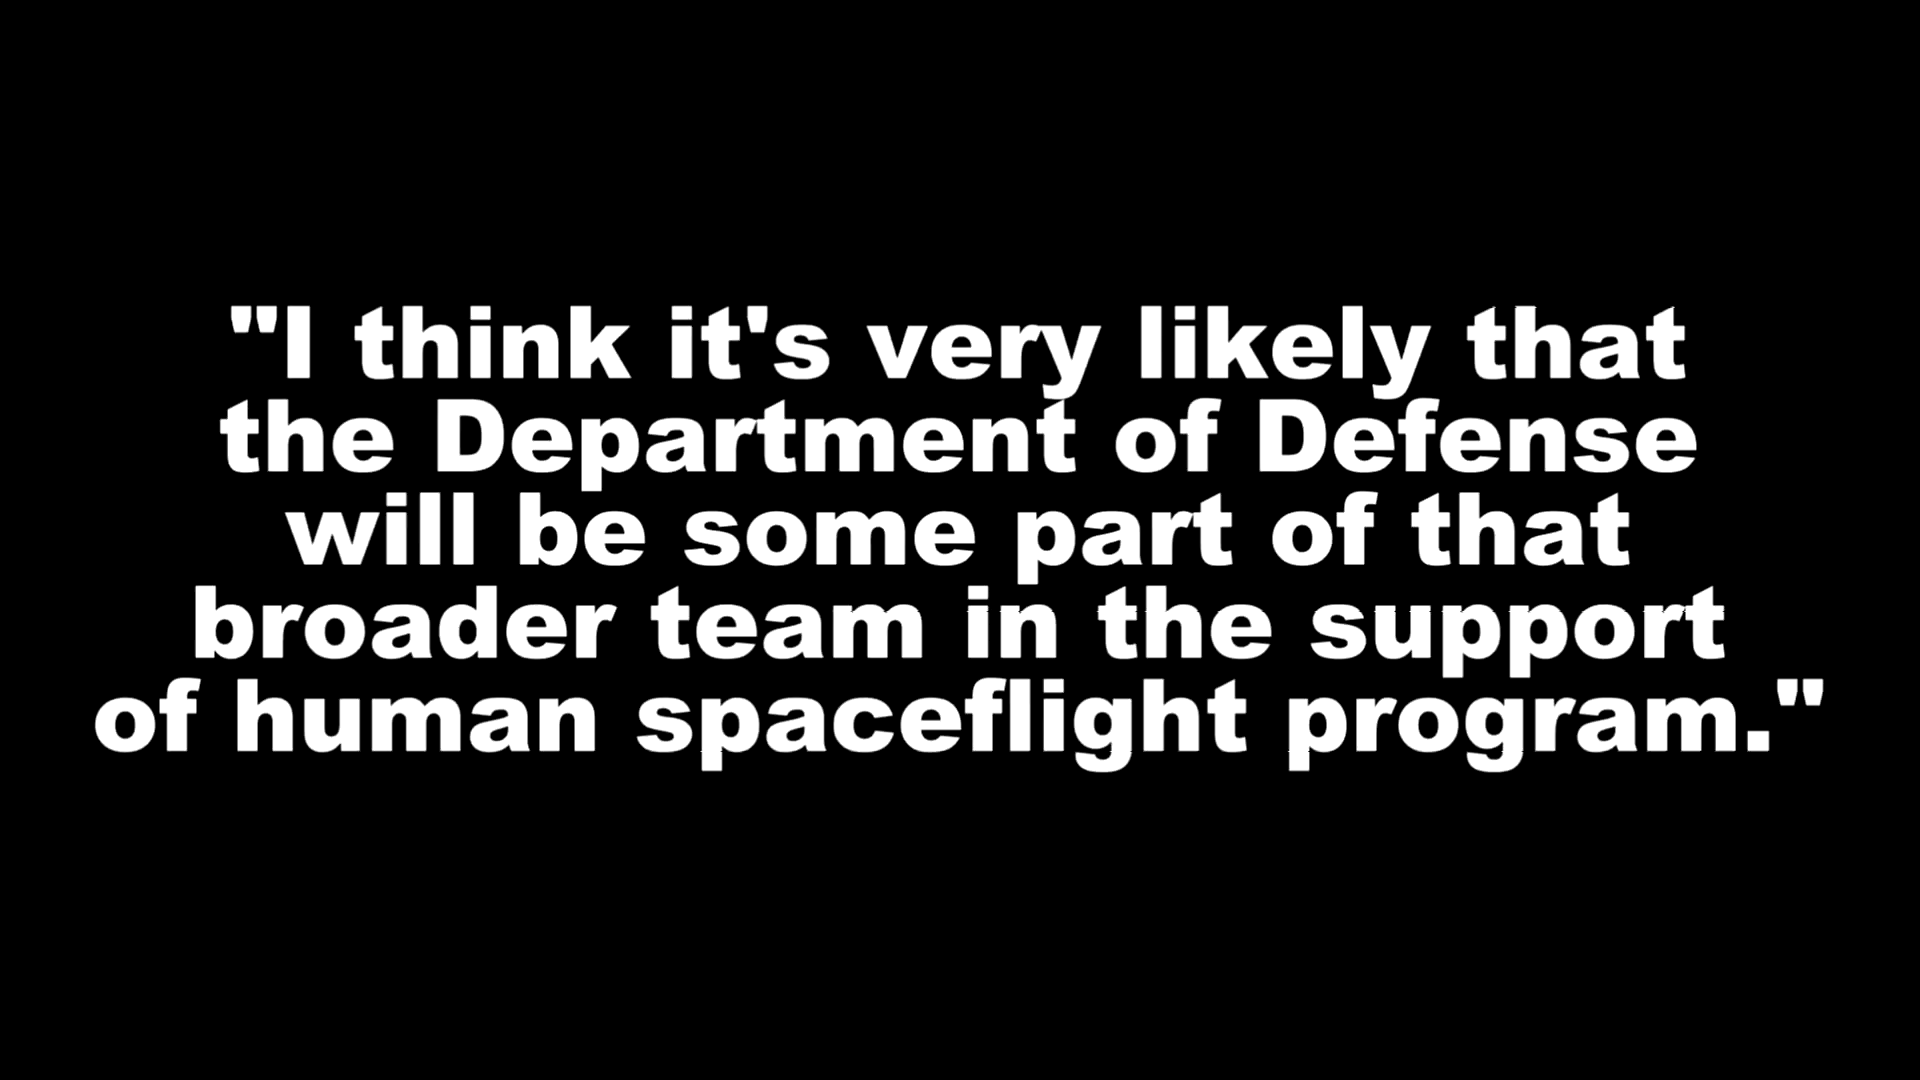 "I think it's very likely that
the Department of Defense
will be some part of that
broader team in the support
of human spaceflight program."